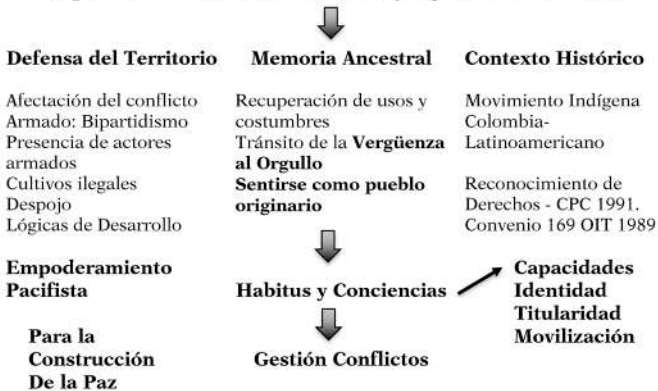 Defensa del Territorio
Afectación del conflicto
Armado: Bipartidismo
Presencia de actores
armados
Cultivos ilegales
Despojo
Lógicas de Desarrollo
Memoria Ancestral
Recuperación de usos y
costumbres
Tránsito de la Vergüenza
al Orgullo
Sentirse como pueblo
originario
Contexto Histórico
Movimiento Indígena
Colombia-
Latinoamericano
Reconocimiento de
Derechos - CPC 1991.
Convenio 169 OIT 1989
Empoderamiento
Pacifista
Para la
Construcción
De la Paz
Habitus y Conciencias
Gestión Conflictos
Capacidades
Identidad
Titularidad
Movilización